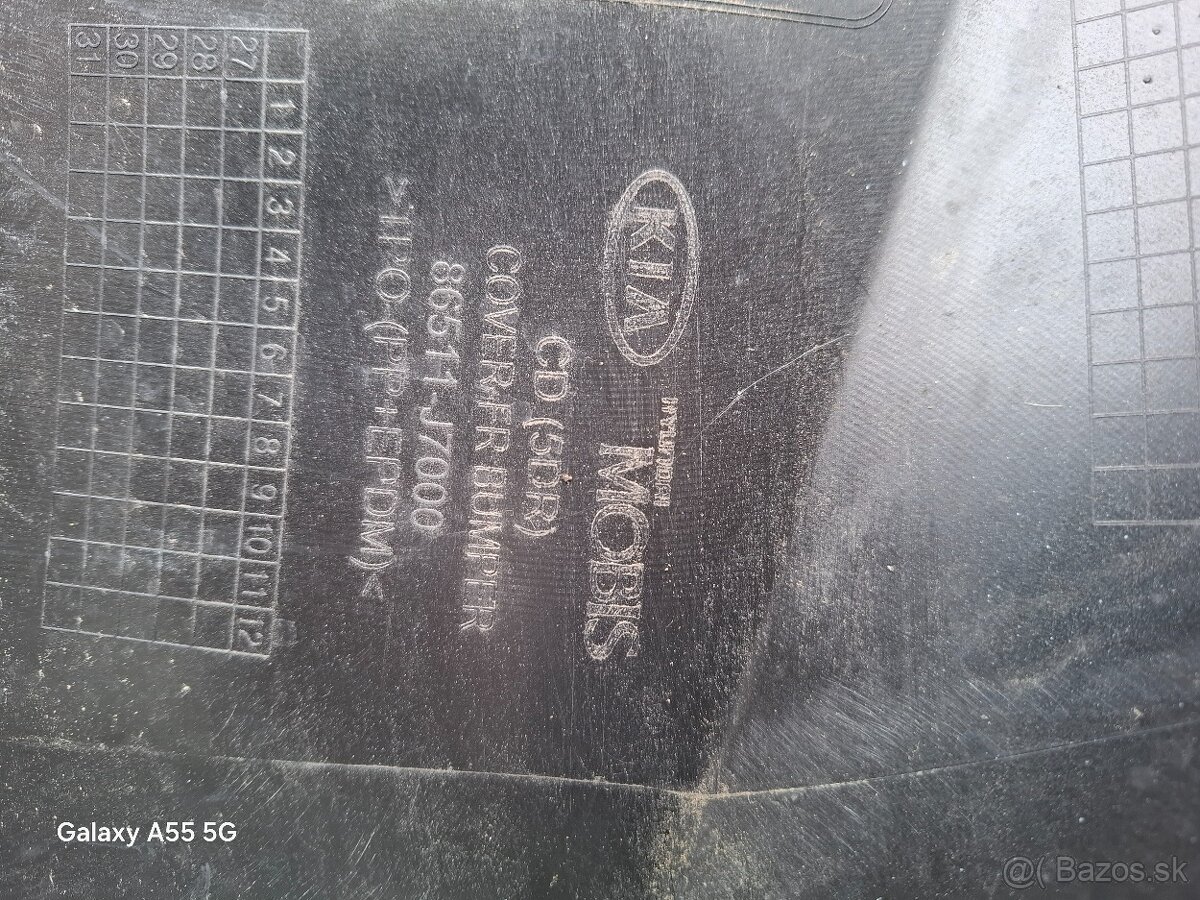 KIA
HYUNDAI
MOBIS
CD (5DR)
COVER-FR BUMPER
86511-J7000
>TPO-(PP+EPDM)<
1 2 3 4 5 6 7 8 9 10 11 12
27
28
29
30
31
Galaxy A55 5G
@( Bazos.sk